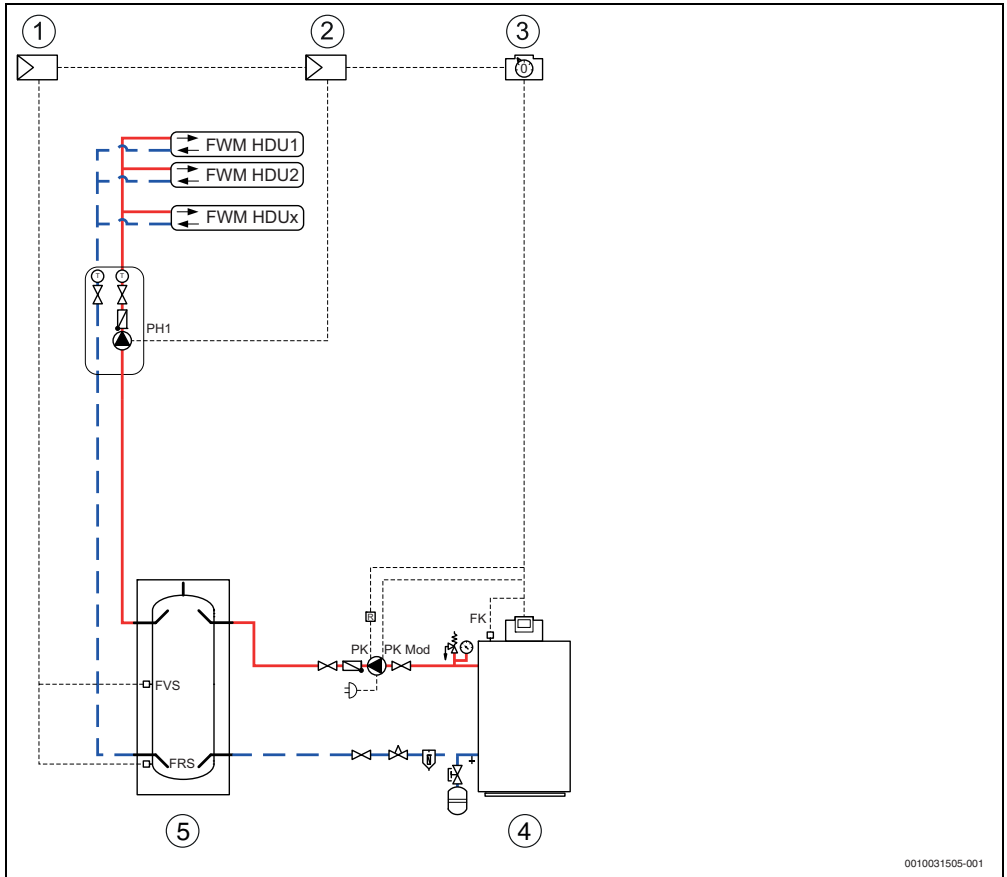 1
2
3
0
FWM HDU1
FWM HDU2
FWM HDUx
T T
PH1
FK
R
PK PK Mod
FVS
FRS
5
4
0010031505-001